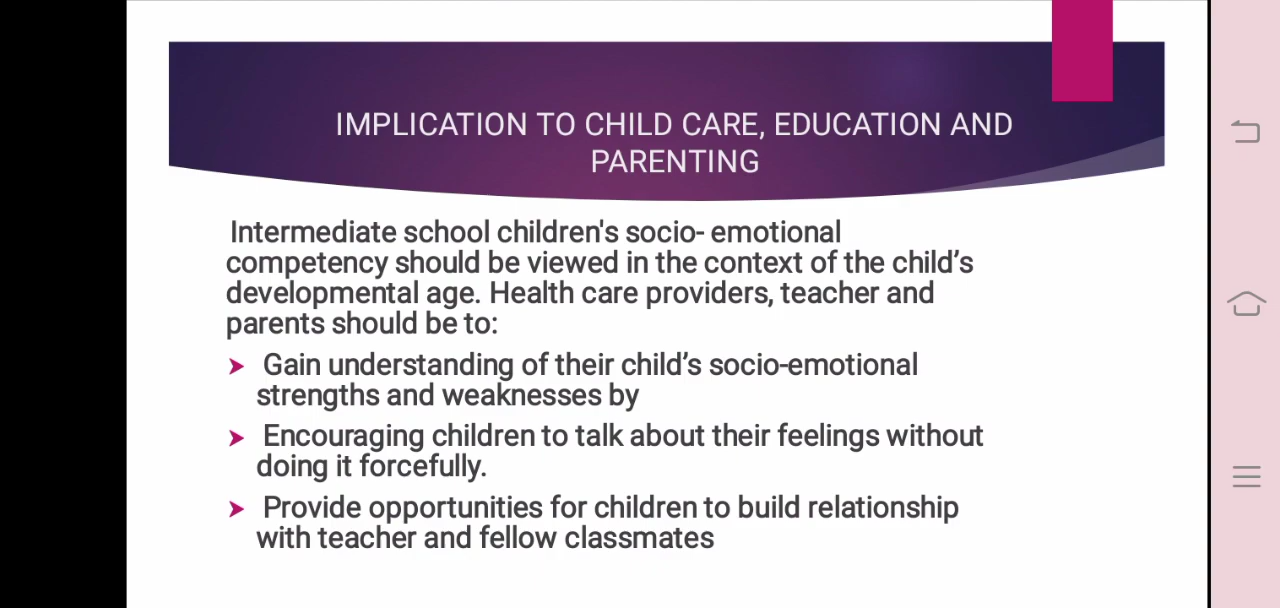 IMPLICATION TO CHILD CARE, EDUCATION AND
PARENTING
Intermediate school children's socio- emotional
competency should be viewed in the context of the child’s
developmental age. Health care providers, teacher and
parents should be to:
➤ Gain understanding of their child’s socio-emotional
strengths and weaknesses by
➤ Encouraging children to talk about their feelings without
doing it forcefully.
➤ Provide opportunities for children to build relationship
with teacher and fellow classmates